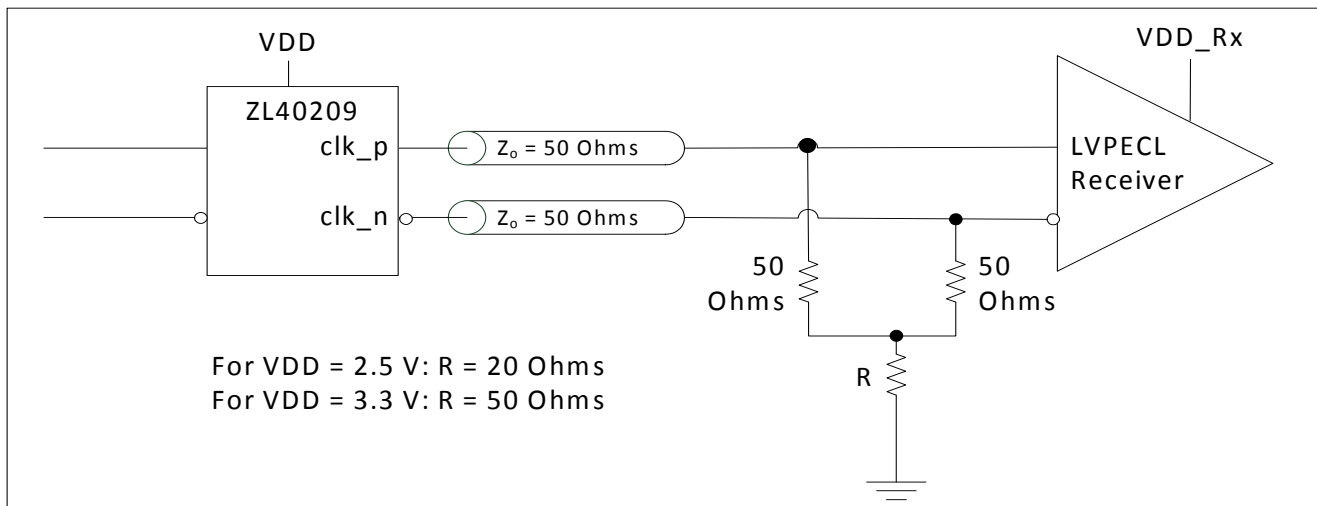 VDD
VDD_Rx
ZL40209
clk_p
Zo = 50 Ohms
LVPECL
Receiver
clk_n
Zo = 50 Ohms
50
Ohms
50
Ohms
For VDD = 2.5 V: R = 20 Ohms
For VDD = 3.3 V: R = 50 Ohms
R